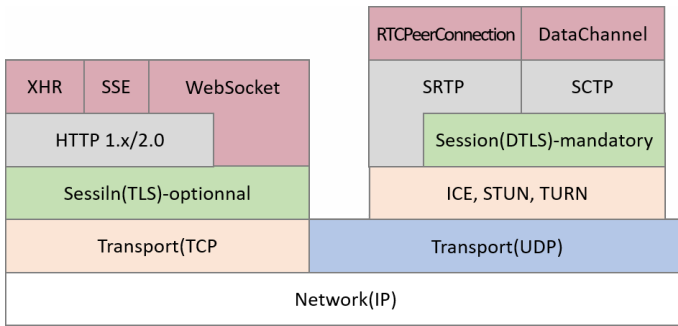 RTCPeerConnection DataChannel
XHR SSE WebSocket SRTP SCTP
HTTP 1.x/2.0 Session(DTLS)-mandatory
Sessiln(TLS)-optionnal ICE, STUN, TURN
Transport(TCP Transport(UDP)
Network(IP)